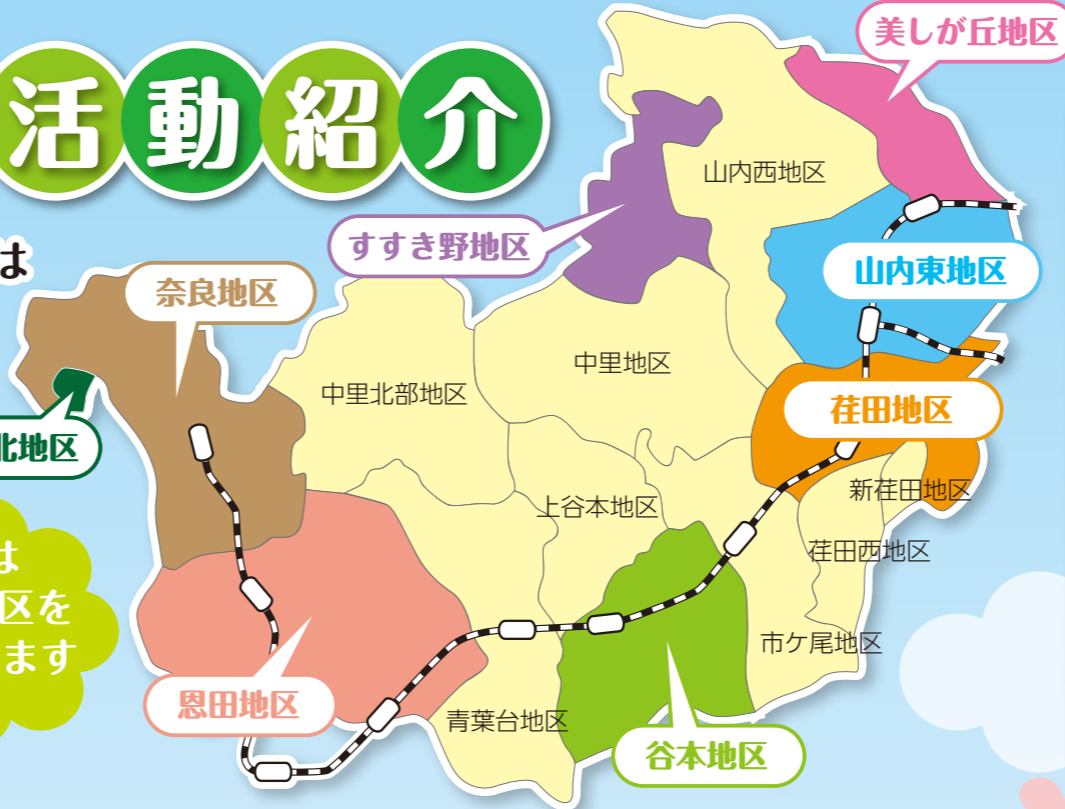 活動紹介
美しが丘地区
山内西地区
すすき野地区
は
山内東地区
奈良地区
中里地区
中里北部地区
荏田地区
北地区
新荏田地区
上谷本地区
荏田西地区
は
区を
ます
市ケ尾地区
恩田地区
青葉台地区
谷本地区